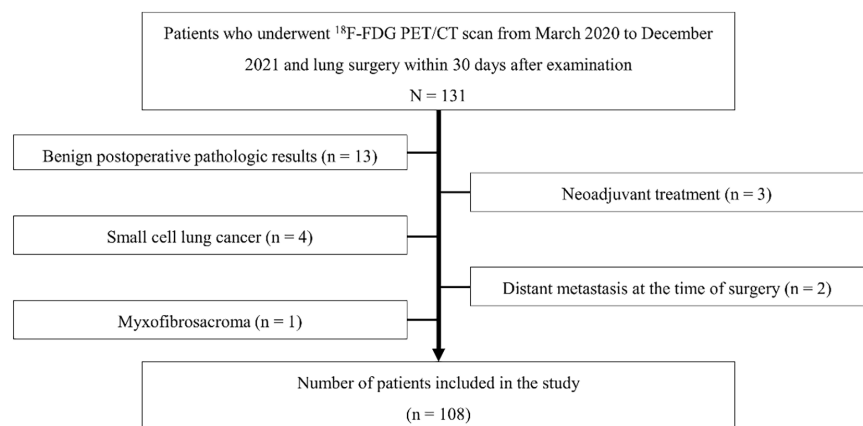 Patients who underwent ¹⁸F-FDG PET/CT scan from March 2020 to December
2021 and lung surgery within 30 days after examination
N = 131
Benign postoperative pathologic results (n = 13)
Neoadjuvant treatment (n = 3)
Small cell lung cancer (n = 4)
Distant metastasis at the time of surgery (n = 2)
Myxofibrosacroma (n = 1)
Number of patients included in the study
(n = 108)